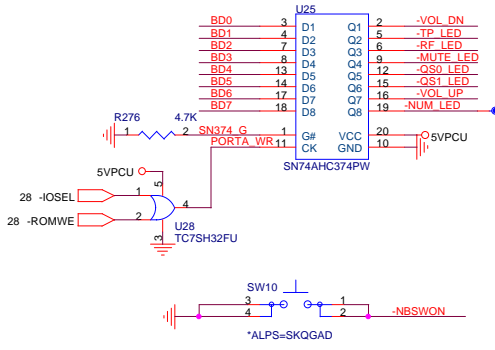 U25
BD0 3 D1 Q1 2 -VOL_DN
BD1 4 D2 Q2 5 -TP_LED
BD2 7 D3 Q3 6 -RF_LED
BD3 8 D4 Q4 9 -MUTE_LED
BD4 13 D5 Q5 12 -QS0_LED
BD5 14 D6 Q6 15 -QS1_LED
BD6 17 D7 Q7 16 -VOL_UP
BD7 18 D8 Q8 19 -NUM_LED
R276 4.7K
1 2 SN374_G 1 G# VCC 20 5VPCU
PORTA_WR 11 CK GND 10
SN74AHC374PW
5VPCU
5
28 -IOSEL 1
4
28 -ROMWE 2
3
U28
TC7SH32FU
SW10
3 1
4 2 -NBSWON
*ALPS=SKQGAD